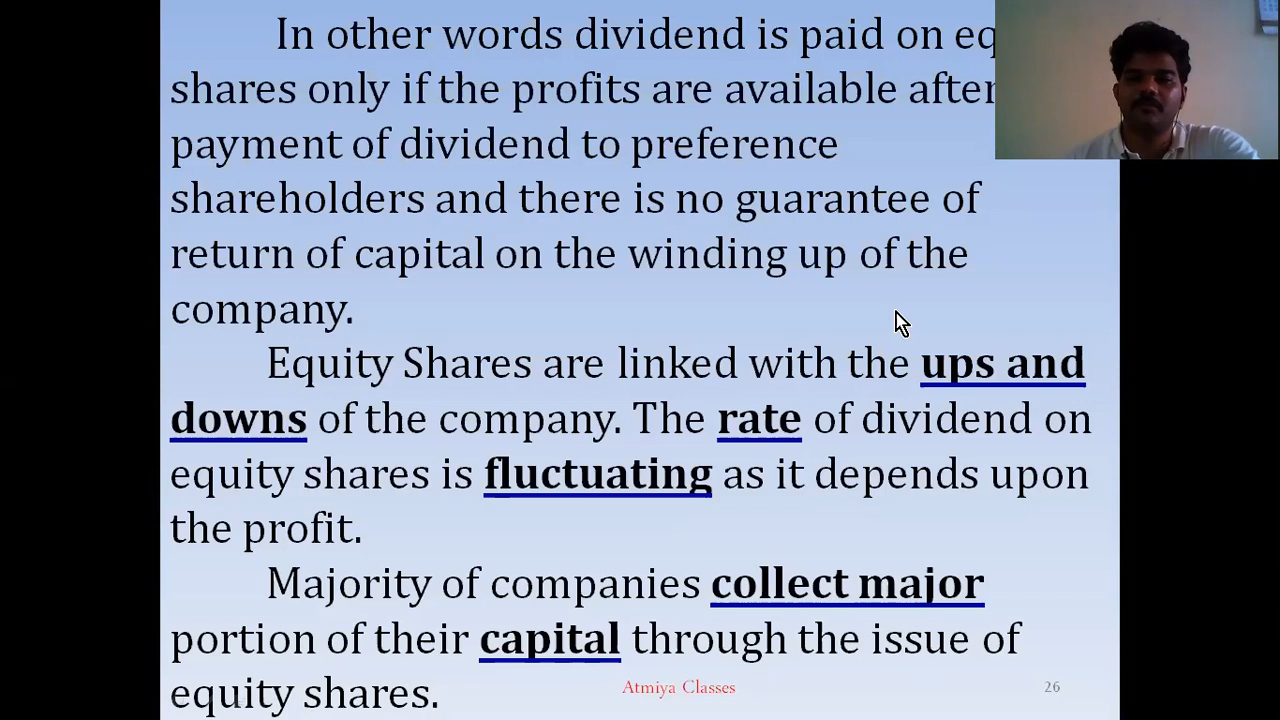 In other words dividend is paid on eq
shares only if the profits are available after
payment of dividend to preference
shareholders and there is no guarantee of
return of capital on the winding up of the
company.
Equity Shares are linked with the ups and
downs of the company. The rate of dividend on
equity shares is fluctuating as it depends upon
the profit.
Majority of companies collect major
portion of their capital through the issue of
equity shares.
Atmiya Classes
26